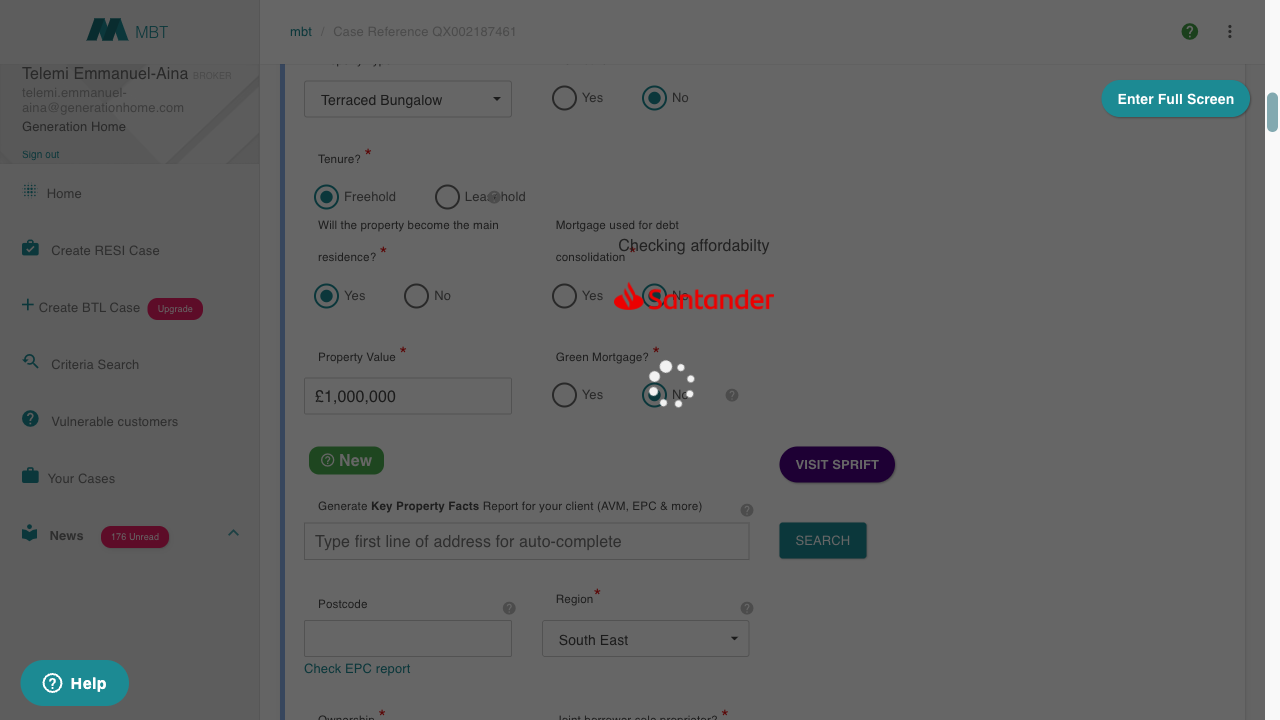 MBT
mbt / Case Reference QX002187461
Telemi Emmanuel-Aina BROKER
telemi.emmanuel-
aina@generationhome.com
Generation Home
Sign out
Home
Create RESI Case
Create BTL Case Upgrade
Criteria Search
Vulnerable customers
Your Cases
News 176 Unread
Help
Enter Full Screen
Terraced Bungalow
Yes No
Tenure? *
Freehold Leasehold
Will the property become the main
residence? *
Mortgage used for debt
consolidation *
Checking affordabilty
Yes No
Yes No
Santander
Property Value *
Green Mortgage? *
£1,000,000
Yes No
New
VISIT SPRIFT
Generate Key Property Facts Report for your client (AVM, EPC & more)
Type first line of address for auto-complete
SEARCH
Postcode
Region*
South East
Check EPC report
Ownership *
Joint borrower sole proprietor? *